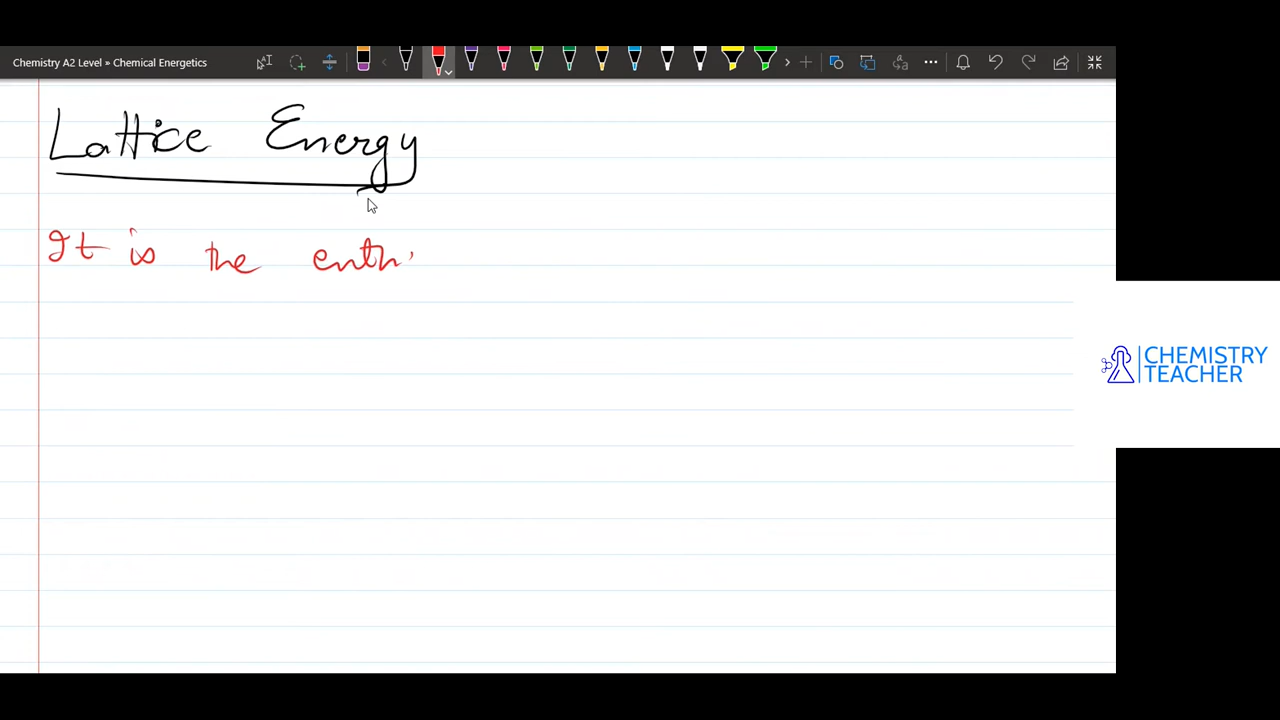 Chemistry A2 Level » Chemical Energetics
Lattice Energy
It is the enth
CHEMISTRY
TEACHER